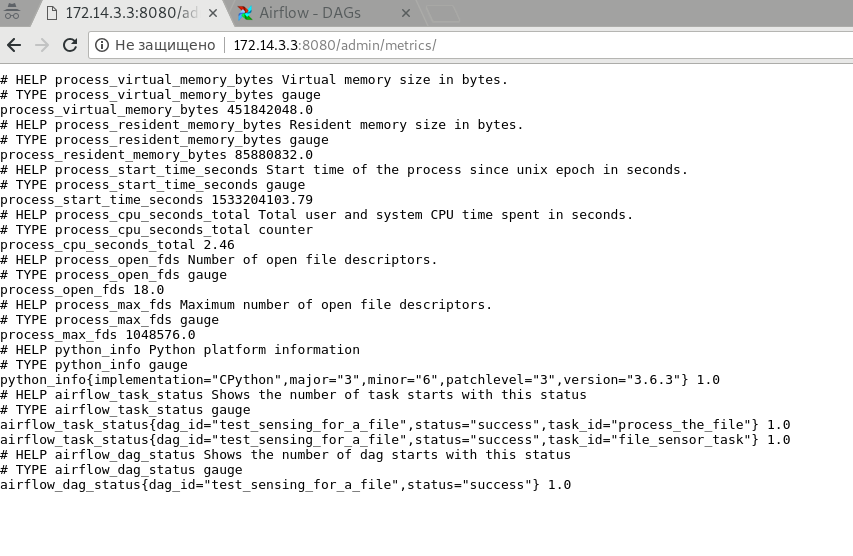 172.14.3.3:8080/ad
Airflow - DAGs
Не защищено
172.14.3.3:8080/admin/metrics/
# HELP process_virtual_memory_bytes Virtual memory size in bytes.
# TYPE process_virtual_memory_bytes gauge
process_virtual_memory_bytes 451842048.0
# HELP process_resident_memory_bytes Resident memory size in bytes.
# TYPE process_resident_memory_bytes gauge
process_resident_memory_bytes 85880832.0
# HELP process_start_time_seconds Start time of the process since unix epoch in seconds.
# TYPE process_start_time_seconds gauge
process_start_time_seconds 1533204103.79
# HELP process_cpu_seconds_total Total user and system CPU time spent in seconds.
# TYPE process_cpu_seconds_total counter
process_cpu_seconds_total 2.46
# HELP process_open_fds Number of open file descriptors.
# TYPE process_open_fds gauge
process_open_fds 18.0
# HELP process_max_fds Maximum number of open file descriptors.
# TYPE process_max_fds gauge
process_max_fds 1048576.0
# HELP python_info Python platform information
# TYPE python_info gauge
python_info{implementation="CPython",major="3",minor="6",patchlevel="3",version="3.6.3"} 1.0
# HELP airflow_task_status Shows the number of task starts with this status
# TYPE airflow_task_status gauge
airflow_task_status{dag_id="test_sensing_for_a_file",status="success",task_id="process_the_file"} 1.0
airflow_task_status{dag_id="test_sensing_for_a_file",status="success",task_id="file_sensor_task"} 1.0
# HELP airflow_dag_status Shows the number of dag starts with this status
# TYPE airflow_dag_status gauge
airflow_dag_status{dag_id="test_sensing_for_a_file",status="success"} 1.0